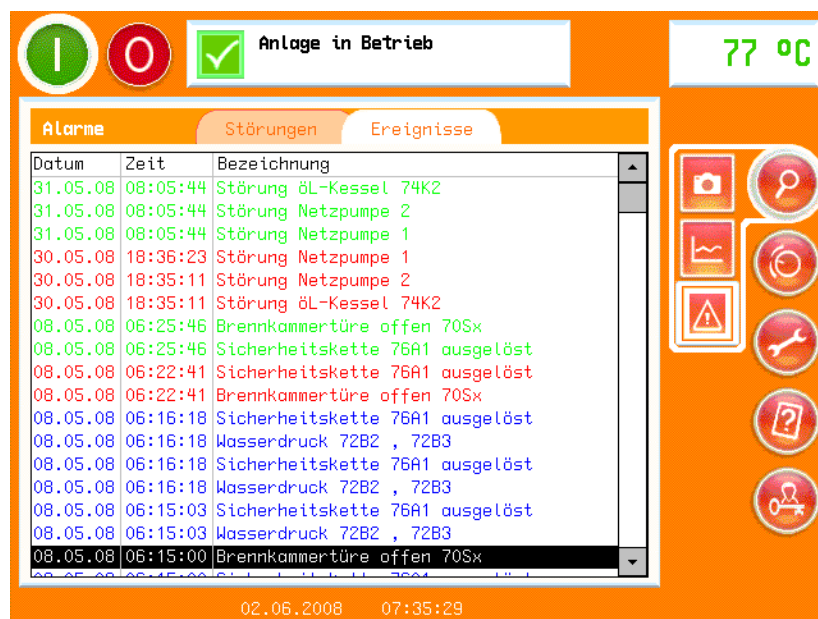 Anlage in Betrieb
77 °C
Alarme Störungen Ereignisse
Datum Zeit Bezeichnung
31.05.08 08:05:44 Störung öL-Kessel 74K2
31.05.08 08:05:44 Störung Netzpumpe 2
31.05.08 08:05:44 Störung Netzpumpe 1
30.05.08 18:36:23 Störung Netzpumpe 1
30.05.08 18:35:11 Störung Netzpumpe 2
30.05.08 18:35:11 Störung öL-Kessel 74K2
08.05.08 06:25:46 Brennkammertüre offen 70Sx
08.05.08 06:25:46 Sicherheitskette 76A1 ausgelöst
08.05.08 06:22:41 Sicherheitskette 76A1 ausgelöst
08.05.08 06:22:41 Brennkammertüre offen 70Sx
08.05.08 06:16:18 Sicherheitskette 76A1 ausgelöst
08.05.08 06:16:18 Wasserdruck 72B2 , 72B3
08.05.08 06:16:18 Sicherheitskette 76A1 ausgelöst
08.05.08 06:16:18 Wasserdruck 72B2 , 72B3
08.05.08 06:15:03 Sicherheitskette 76A1 ausgelöst
08.05.08 06:15:03 Wasserdruck 72B2 , 72B3
08.05.08 06:15:00 Brennkammertüre offen 70Sx
02.06.2008 07:35:29